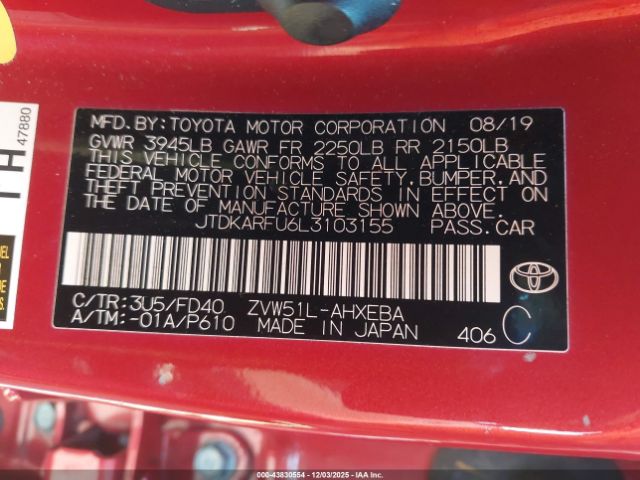 47880
MFD. BY: TOYOTA MOTOR CORPORATION 08/19
GVWR 3945LB GAWR FR 2250LB RR 2150LB
THIS VEHICLE CONFORMS TO ALL APPLICABLE
FEDERAL MOTOR VEHICLE SAFETY, BUMPER, AND
THEFT PREVENTION STANDARDS IN EFFECT ON
THE DATE OF MANUFACTURE SHOWN ABOVE.
JTDKARFU6L3103155 PASS. CAR
C/TR: 3U5/FD40 ZVW51L-AHXEBA
A/TM: -01A/P610 MADE IN JAPAN 406 C
TOYOTA
000-43830554 | 12/03/2025 - IAAI.COM